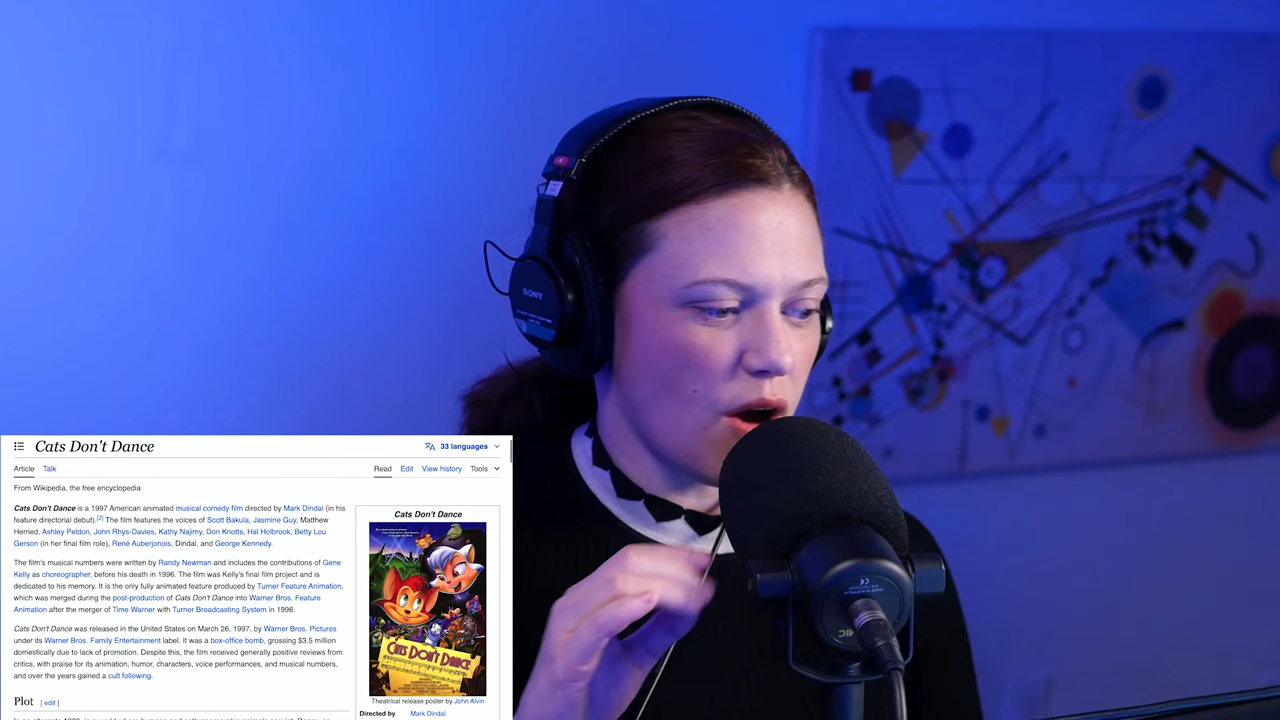 SONY
Cats Don't Dance
33 languages
Article Talk Read Edit View history Tools
From Wikipedia, the free encyclopedia
Cats Don't Dance is a 1997 American animated musical comedy film directed by Mark Dindal (in his
feature directorial debut).[2] The film features the voices of Scott Bakula, Jasmine Guy, Matthew
Herried, Ashley Peldon, John Rhys-Davies, Kathy Najimy, Don Knotts, Hal Holbrook, Betty Lou
Gerson (in her final film role), René Auberjonois, Dindal, and George Kennedy.
The film's musical numbers were written by Randy Newman and includes the contributions of Gene
Kelly as choreographer, before his death in 1996. The film was Kelly's final film project and is
dedicated to his memory. It is the only fully animated feature produced by Turner Feature Animation,
which was merged during the post-production of Cats Don't Dance into Warner Bros. Feature
Animation after the merger of Time Warner with Turner Broadcasting System in 1996.
Cats Don't Dance was released in the United States on March 26, 1997, by Warner Bros. Pictures
under its Warner Bros. Family Entertainment label. It was a box-office bomb, grossing $3.5 million
domestically due to lack of promotion. Despite this, the film received generally positive reviews from
critics, with praise for its animation, humor, characters, voice performances, and musical numbers,
and over the years gained a cult following.
Plot [ edit ]
Cats Don't Dance
CATS DON'T DANCE
Theatrical release poster by John Alvin
Directed by Mark Dindal